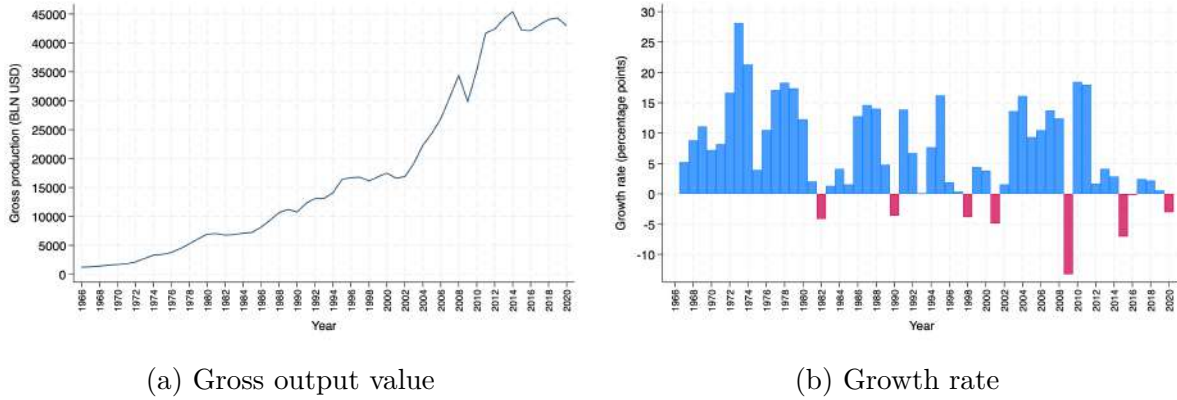 45000
40000
35000
30000
25000
20000
15000
10000
5000
0
Gross production (BLN USD)
1966 1968 1970 1972 1974 1976 1978 1980 1982 1984 1986 1988 1990 1992 1994 1996 1998 2000 2002 2004 2006 2008 2010 2012 2014 2016 2018 2020
Year
(a) Gross output value
30
25
20
15
10
5
0
-5
-10
Growth rate (percentage points)
1966 1968 1970 1972 1974 1976 1978 1980 1982 1984 1986 1988 1990 1992 1994 1996 1998 2000 2002 2004 2006 2008 2010 2012 2014 2016 2018 2020
Year
(b) Growth rate